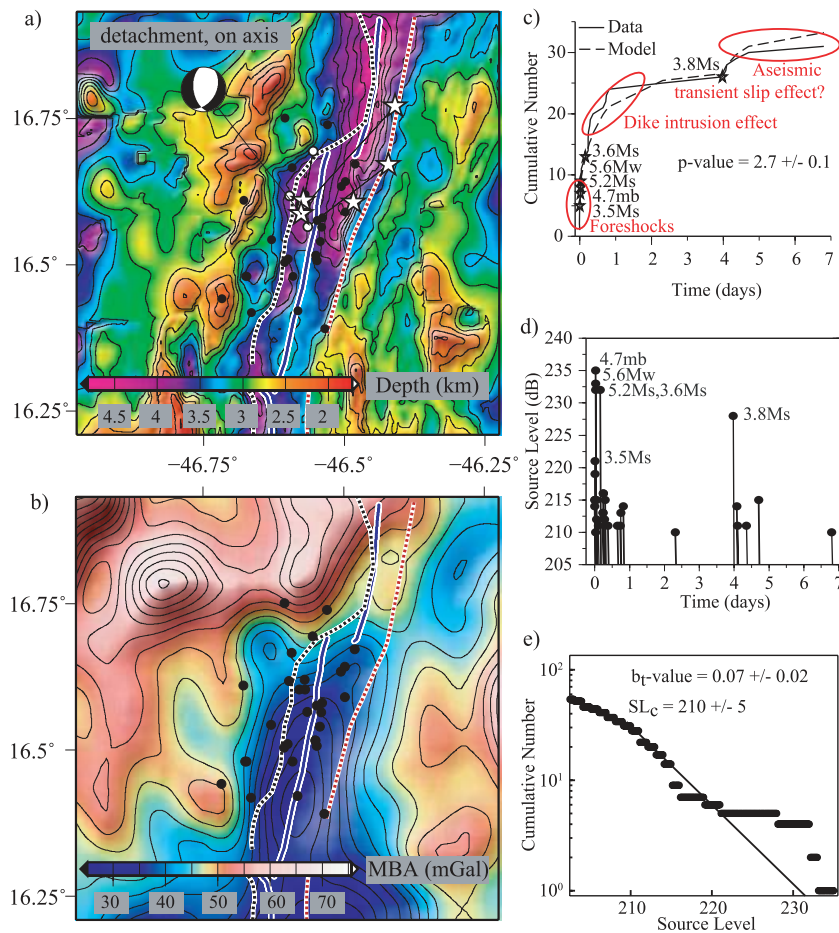 a)
detachment, on axis
16.75°
16.5°
16.25°
Depth (km)
4.5 4 3.5 3 2.5 2
−46.75° −46.5° −46.25°
b)
16.75°
16.5°
16.25°
MBA (mGal)
30 40 50 60 70
c)
Data
Model
Cumulative Number
30
20
10
0
3.8Ms
Aseismic
transient slip effect?
Dike intrusion effect
3.6Ms
5.6Mw
5.2Ms
4.7mb
3.5Ms
p-value = 2.7 +/- 0.1
Foreshocks
0 1 2 3 4 5 6 7
Time (days)
d)
Source Level (dB)
240
235
230
225
220
215
210
205
4.7mb
5.6Mw
5.2Ms,3.6Ms
3.8Ms
3.5Ms
0 1 2 3 4 5 6 7
Time (days)
e)
Cumulative Number
10²
10¹
10⁰
bt-value = 0.07 +/- 0.02
SLc = 210 +/- 5
210 220 230
Source Level